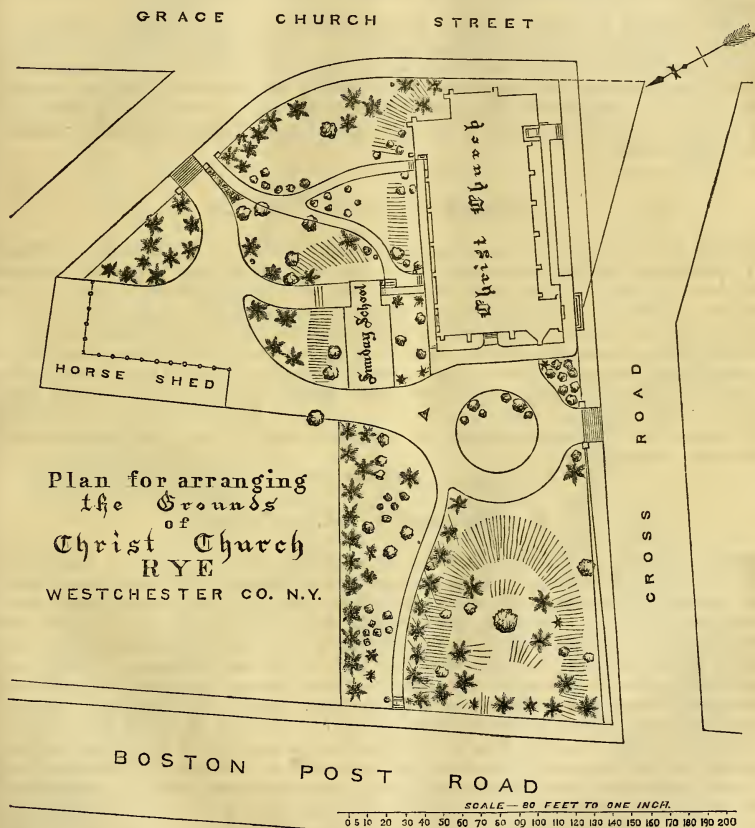 GRACE CHURCH STREET
Christ Church
Sunday School
HORSE SHED
CROSS ROAD
Plan for arranging
the Grounds
of
Christ Church
RYE
WESTCHESTER CO. N.Y.
BOSTON POST ROAD
SCALE—80 FEET TO ONE INCH.
0 5 10 20 30 40 50 60 70 80 09 100 110 120 130 140 150 160 170 180 190 200